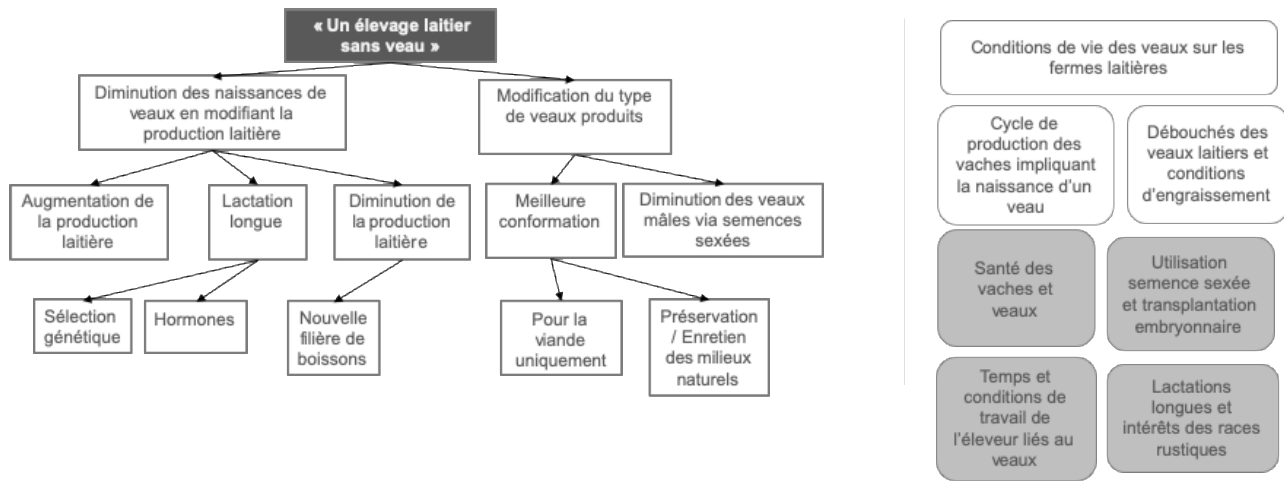 « Un élevage laitier
sans veau »
Diminution des naissances de
veaux en modifiant la
production laitière
Modification du type
de veaux produits
Augmentation de
la production
laitière
Lactation
longue
Diminution de
la production
laitière
Meilleure
conformation
Diminution des veaux
mâles via semences
sexées
Sélection
génétique
Hormones
Nouvelle
filière de
boissons
Pour la
viande
uniquement
Préservation
/ Enretien
des milieux
naturels
Conditions de vie des veaux sur les
fermes laitières
Cycle de
production des
vaches impliquant
la naissance d'un
veau
Débouchés des
veaux laitiers et
conditions
d'engraissement
Santé des
vaches et
veaux
Utilisation
semence sexée
et transplantation
embryonnaire
Temps et
conditions de
travail de
l'éleveur liés au
veaux
Lactations
longues et
intérêts des races
rustiques